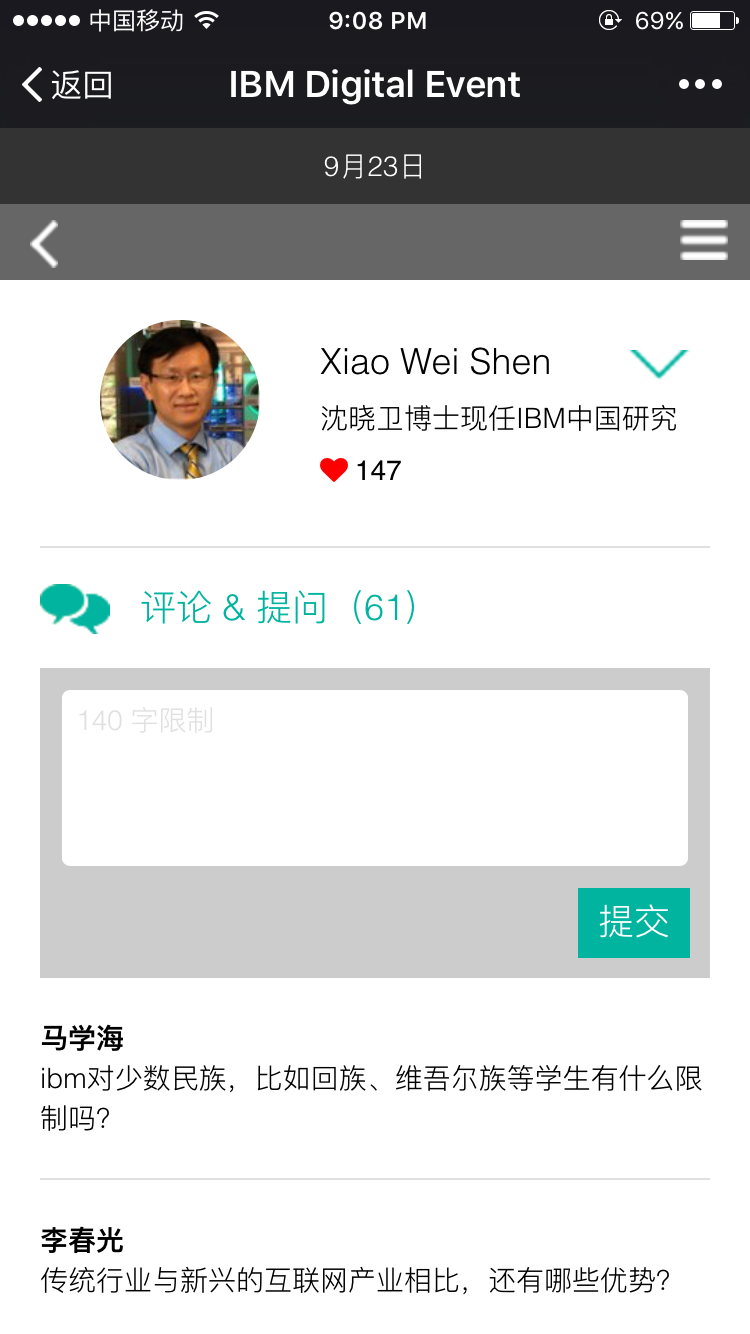 中国移动 9:08 PM 69%
返回 IBM Digital Event
9月23日
Xiao Wei Shen
沈晓卫博士现任IBM中国研究
147
评论 & 提问（61）
140 字限制
提交
马学海
ibm对少数民族，比如回族、维吾尔族等学生有什么限
制吗？
李春光
传统行业与新兴的互联网产业相比，还有哪些优势？